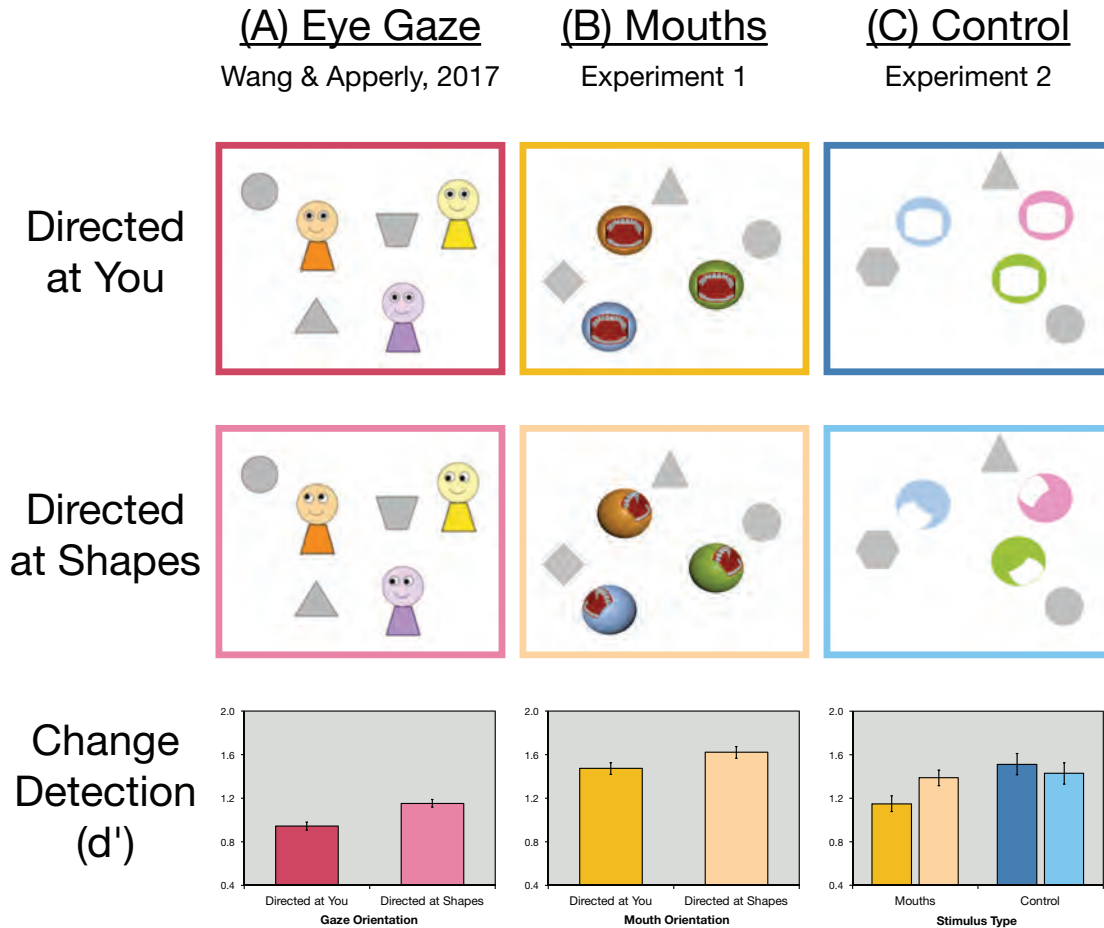 (A) Eye Gaze
Wang & Apperly, 2017
(B) Mouths
Experiment 1
(C) Control
Experiment 2
Directed
at You
Directed
at Shapes
Change
Detection
(d')
2.0
1.6
1.2
0.8
0.4
Directed at You
Directed at Shapes
Gaze Orientation
2.0
1.6
1.2
0.8
0.4
Directed at You
Directed at Shapes
Mouth Orientation
2.0
1.6
1.2
0.8
0.4
Mouths
Control
Stimulus Type